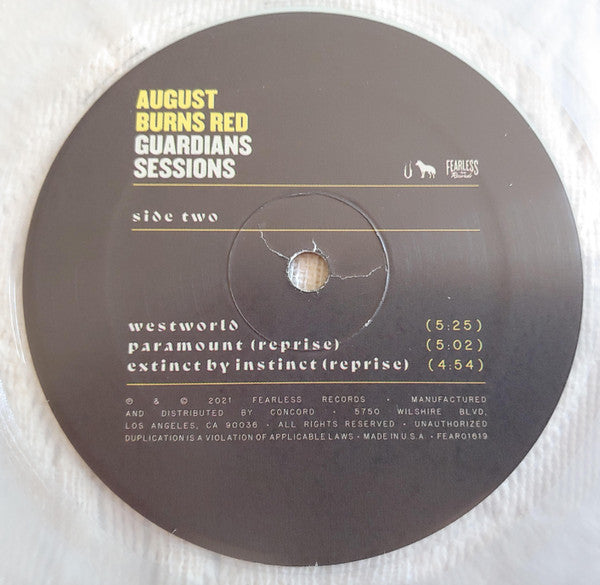 AUGUST
BURNS RED
GUARDIANS
SESSIONS
FEARLESS
Records
side two
westworld (5:25)
paramount (reprise) (5:02)
extinct by instinct (reprise) (4:54)
℗ & © 2021 FEARLESS RECORDS • MANUFACTURED
AND DISTRIBUTED BY CONCORD • 5750 WILSHIRE BLVD,
LOS ANGELES, CA 90036 • ALL RIGHTS RESERVED • UNAUTHORIZED
DUPLICATION IS A VIOLATION OF APPLICABLE LAWS • MADE IN U.S.A • FEAR01619